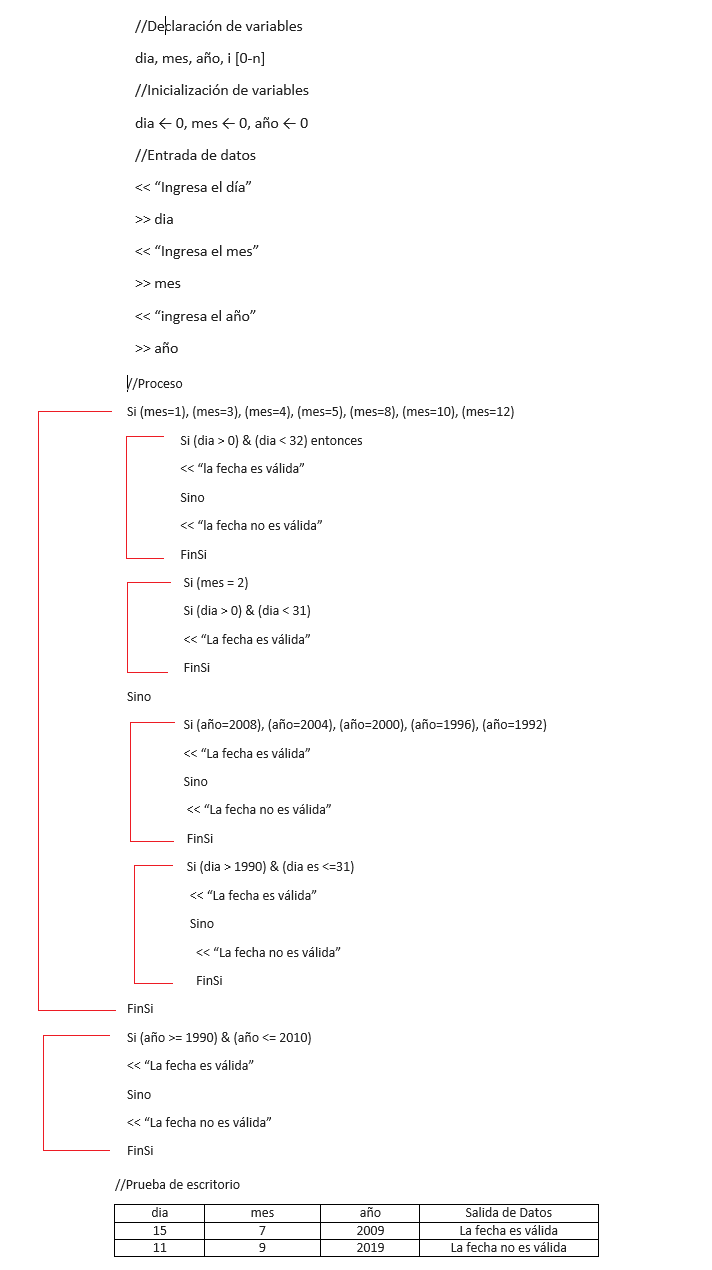 //Declaración de variables
dia, mes, año, i [0-n]
//Inicialización de variables
dia ← 0, mes ← 0, año ← 0
//Entrada de datos
<< “Ingresa el día”
>> dia
<< “Ingresa el mes”
>> mes
<< “ingresa el año”
>> año
//Proceso
Si (mes=1), (mes=3), (mes=4), (mes=5), (mes=8), (mes=10), (mes=12)
Si (dia > 0) & (dia < 32) entonces
<< “la fecha es válida”
Sino
<< “la fecha no es válida”
FinSi
Si (mes = 2)
Si (dia > 0) & (dia < 31)
<< “La fecha es válida”
FinSi
Sino
Si (año=2008), (año=2004), (año=2000), (año=1996), (año=1992)
<< “La fecha es válida”
Sino
<< “La fecha no es válida”
FinSi
Si (dia > 1990) & (dia es <=31)
<< “La fecha es válida”
Sino
<< “La fecha no es válida”
FinSi
FinSi
Si (año >= 1990) & (año <= 2010)
<< “La fecha es válida”
Sino
<< “La fecha no es válida”
FinSi
//Prueba de escritorio
dia mes año Salida de Datos
15 7 2009 La fecha es válida
11 9 2019 La fecha no es válida